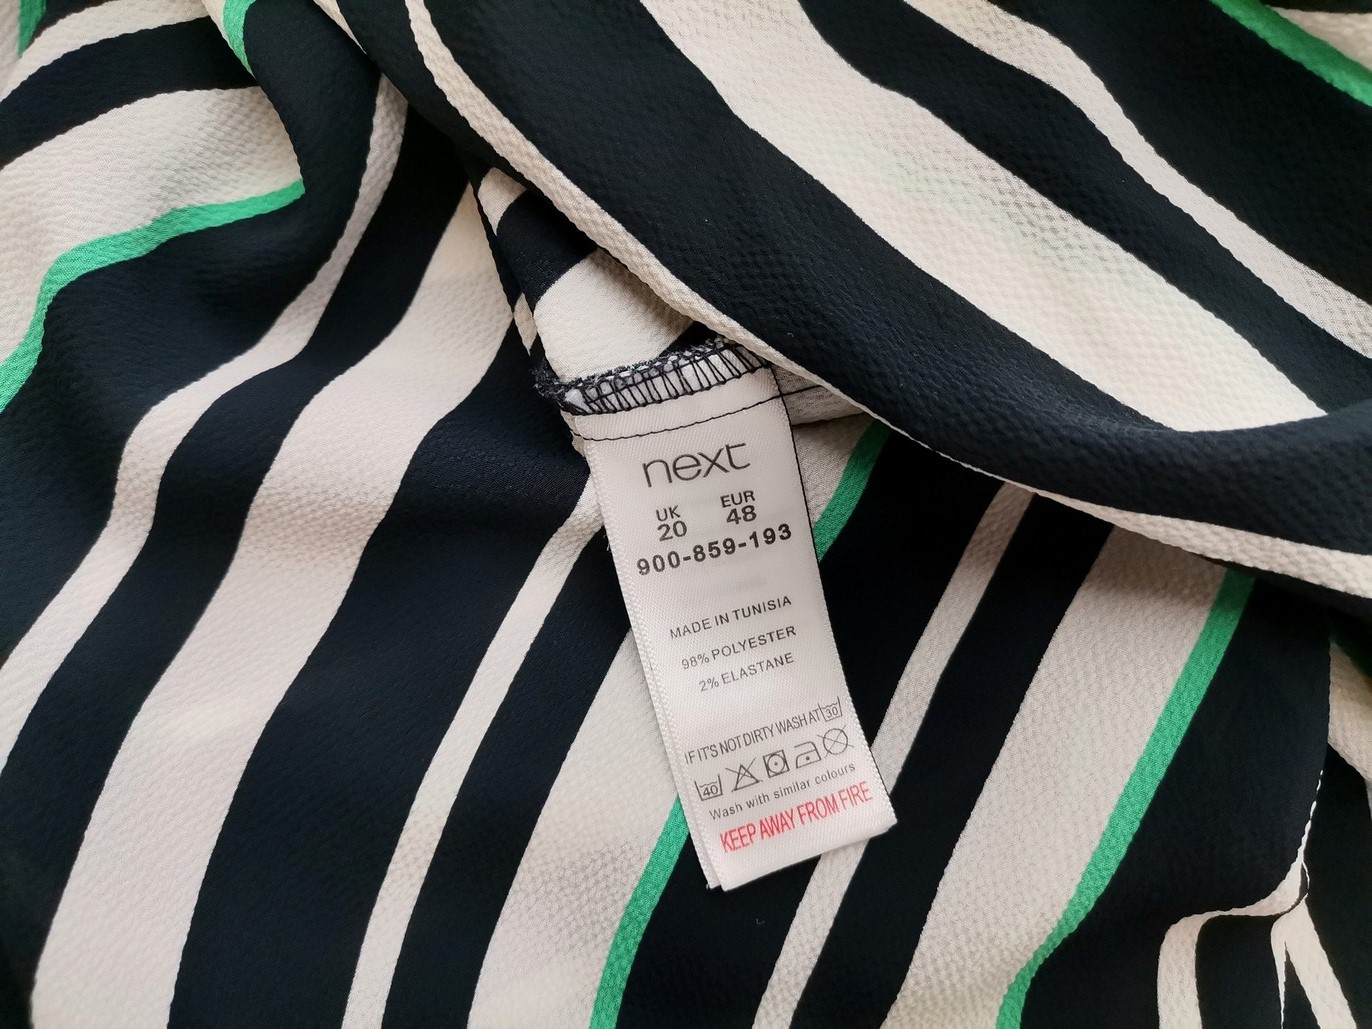 next
UK EUR
20 48
900-859-193
MADE IN TUNISIA
98% POLYESTER
2% ELASTANE
IF IT'S NOT DIRTY WASH AT 30
40
Wash with similar colours
KEEP AWAY FROM FIRE